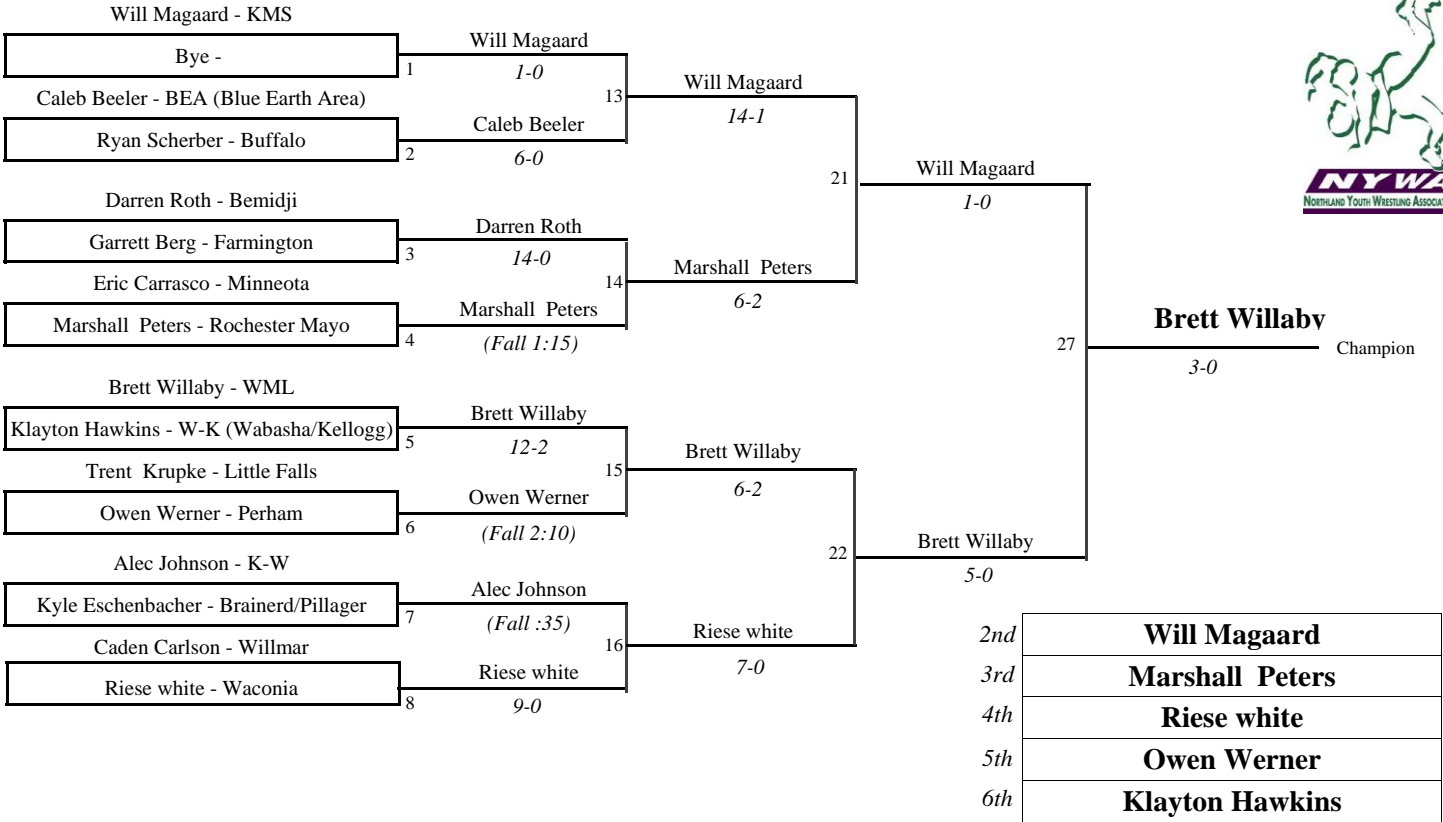 Will Magaard - KMS
Bye -
1
Caleb Beeler - BEA (Blue Earth Area)
Ryan Scherber - Buffalo
2
Darren Roth - Bemidji
Garrett Berg - Farmington
3
Eric Carrasco - Minneota
Marshall Peters - Rochester Mayo
4
Brett Willaby - WML
Klayton Hawkins - W-K (Wabasha/Kellogg)
5
Trent Krupke - Little Falls
Owen Werner - Perham
6
Alec Johnson - K-W
Kyle Eschenbacher - Brainerd/Pillager
7
Caden Carlson - Willmar
Riese white - Waconia
8
Will Magaard
1-0
13
Caleb Beeler
6-0
Darren Roth
14-0
14
Marshall Peters
(Fall 1:15)
Brett Willaby
12-2
15
Owen Werner
(Fall 2:10)
Alec Johnson
(Fall :35)
16
Riese white
9-0
Will Magaard
14-1
21
Marshall Peters
6-2
Brett Willaby
6-2
22
Riese white
7-0
Will Magaard
1-0
27
Brett Willaby
5-0
Brett Willaby
3-0
Champion
NYWA
NORTHLAND YOUTH WRESTLING
2nd Will Magaard
3rd Marshall Peters
4th Riese white
5th Owen Werner
6th Klayton Hawkins